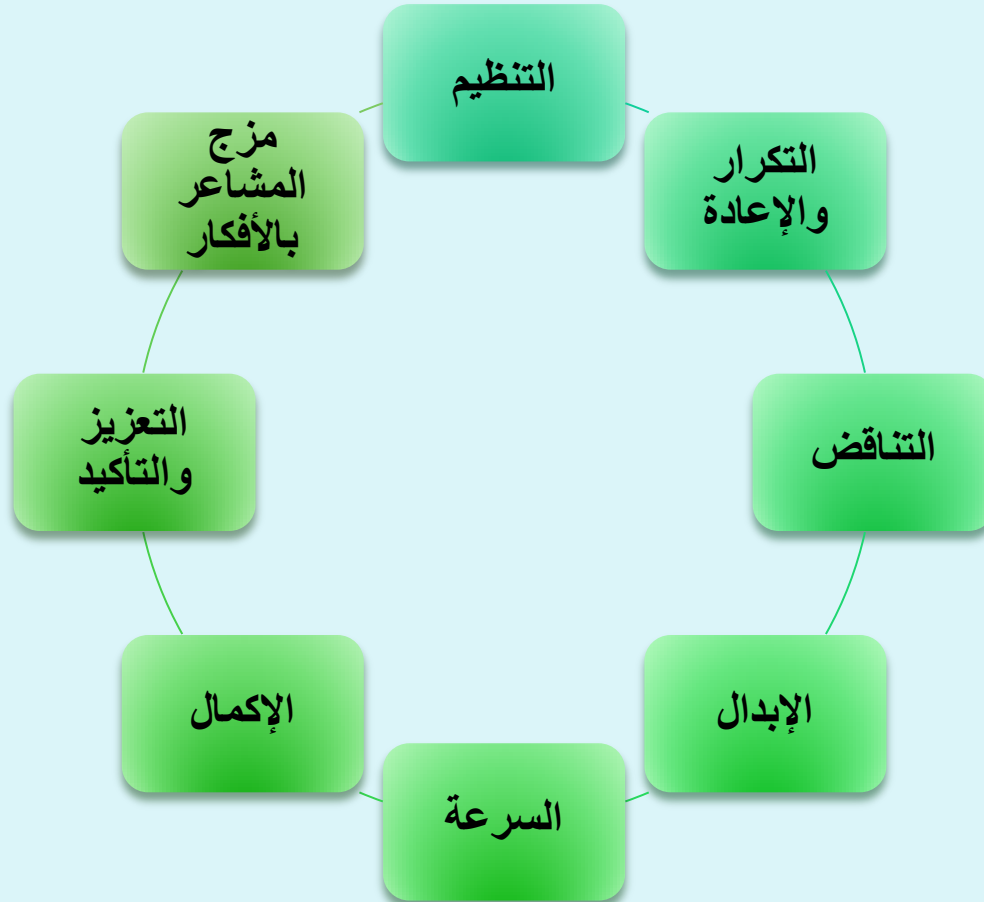 التنظيم
التكرار
والإعادة
التناقض
الإبدال
السرعة
الإكمال
التعزيز
والتأكيد
مزج
المشاعر
بالأفكار